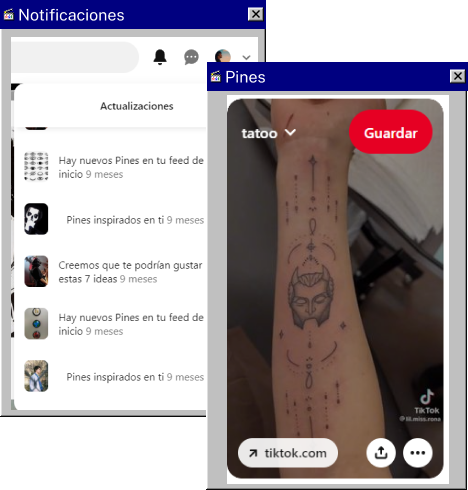 Notificaciones
Actualizaciones
Hay nuevos Pines en tu feed de
inicio 9 meses
Pines inspirados en ti 9 meses
Creemos que te podrían gustar
estas 7 ideas 9 meses
Hay nuevos Pines en tu feed de
inicio 9 meses
Pines inspirados en ti 9 meses
Pines
tatoo
Guardar
TikTok
tiktok.com